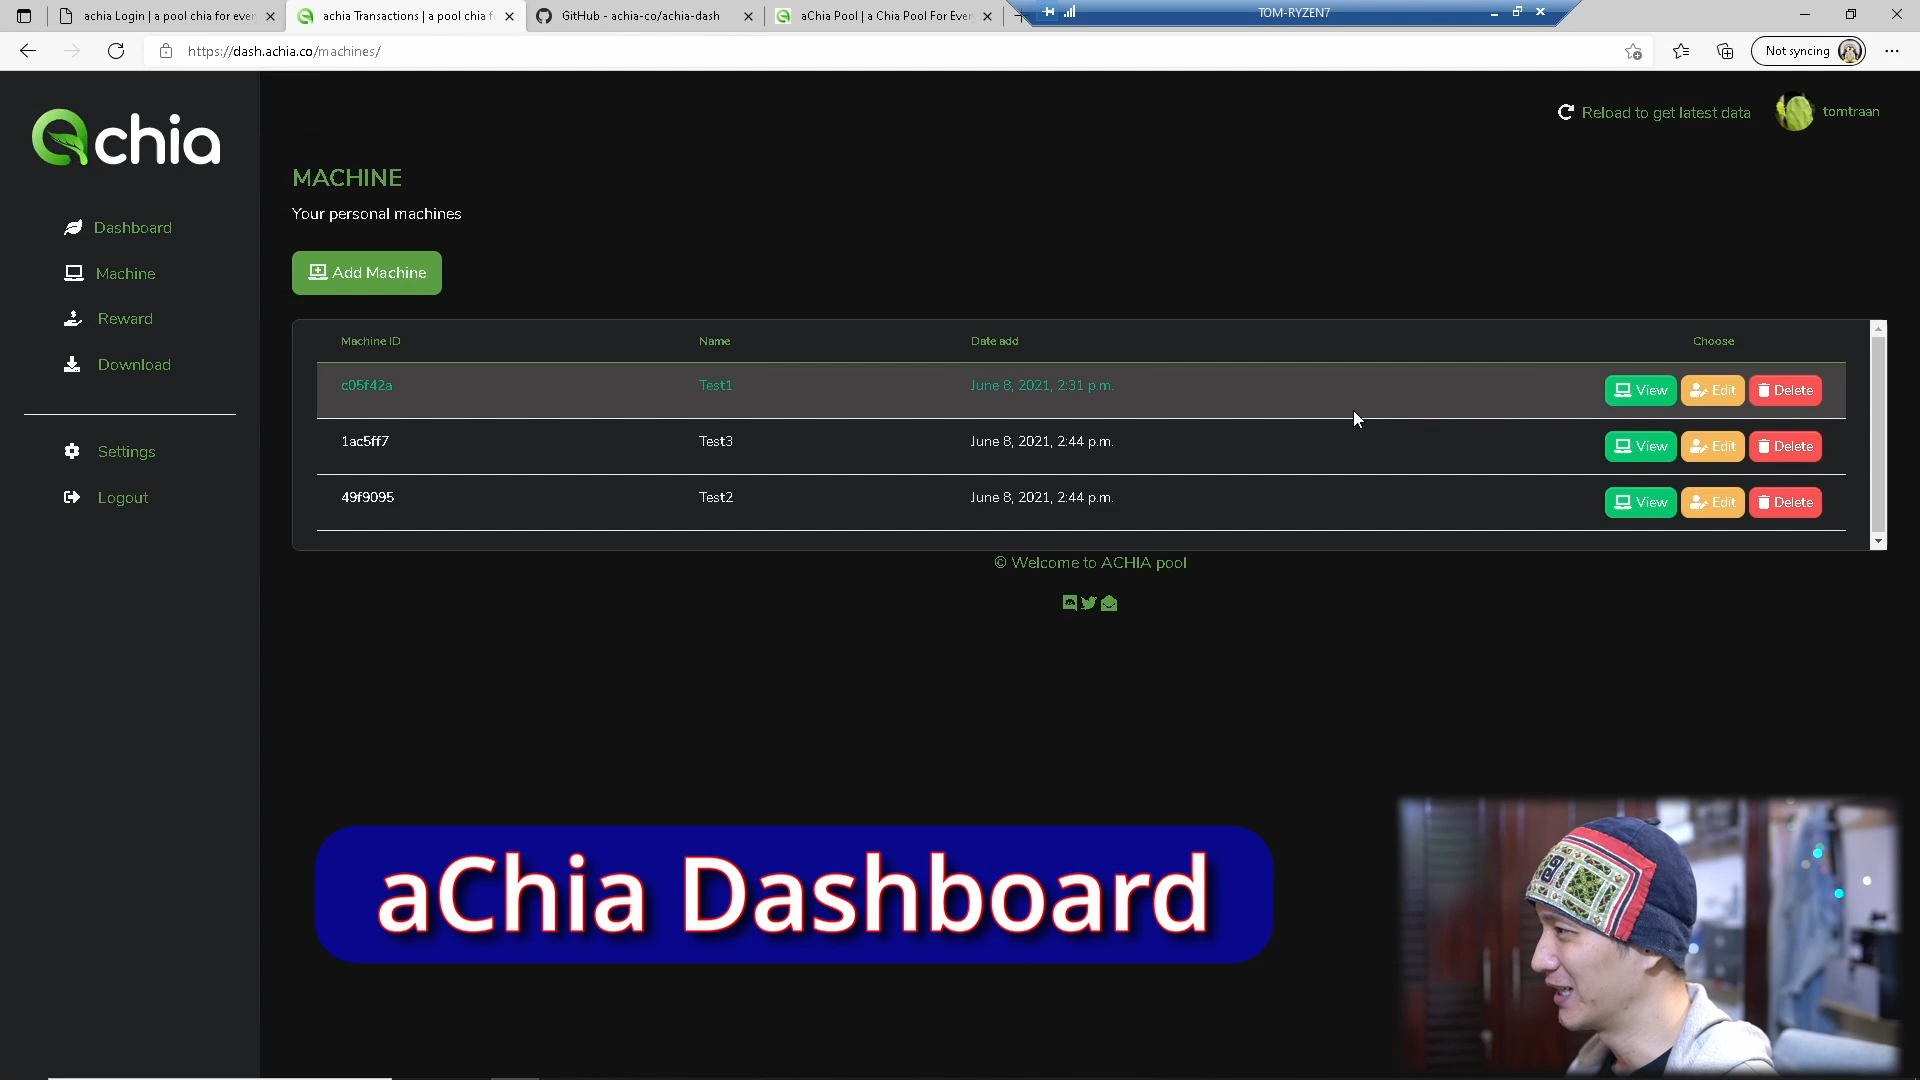 achia Login | a pool chia for ever
achia Transactions | a pool chia f
GitHub - achia-co/achia-dash
aChia Pool | a Chia Pool For Ever
TOM-RYZEN7
https://dash.achia.co/machines/
Not syncing
achia
Reload to get latest data
tomtraan
Dashboard
Machine
Reward
Download
Settings
Logout
MACHINE
Your personal machines
Add Machine
Machine ID Name Date add Choose
c05f42a Test1 June 8, 2021, 2:31 p.m. View Edit Delete
1ac5ff7 Test3 June 8, 2021, 2:44 p.m. View Edit Delete
49f9095 Test2 June 8, 2021, 2:44 p.m. View Edit Delete
© Welcome to ACHIA pool
aChia Dashboard